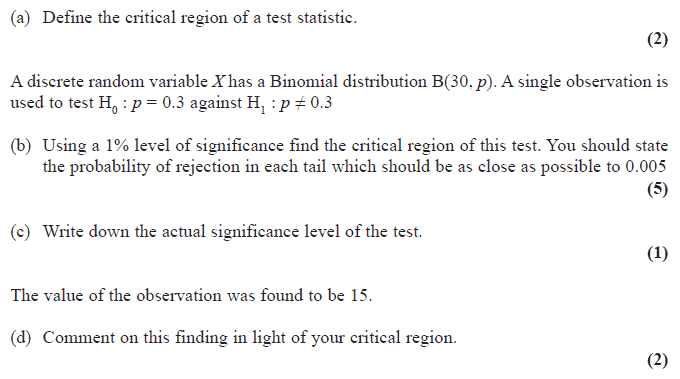 (a) Define the critical region of a test statistic.
(2)
A discrete random variable X has a Binomial distribution B(30, p). A single observation is
used to test H₀ : p = 0.3 against H₁ : p ≠ 0.3
(b) Using a 1% level of significance find the critical region of this test. You should state
the probability of rejection in each tail which should be as close as possible to 0.005
(5)
(c) Write down the actual significance level of the test.
(1)
The value of the observation was found to be 15.
(d) Comment on this finding in light of your critical region.
(2)